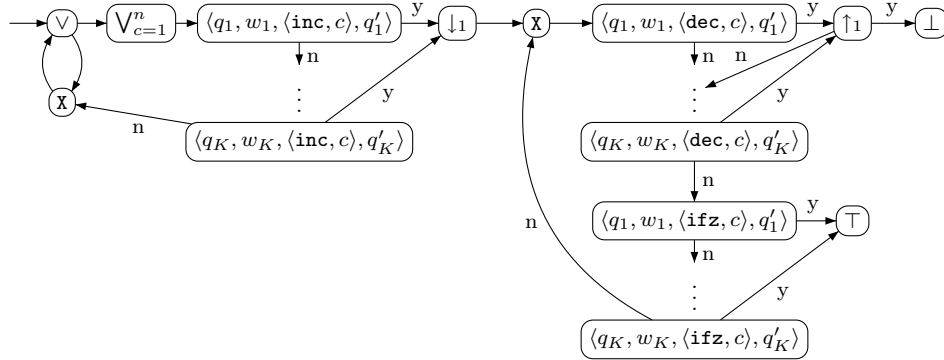 ∨ ⋁ⁿ_{c=1} ⟨q₁, w₁, ⟨inc, c⟩, q′₁⟩ y ↓₁ X ⟨q₁, w₁, ⟨dec, c⟩, q′₁⟩ y ↑₁ y ⊥
n n n
X ⋮ y ⋮ y
n ⟨q_K, w_K, ⟨inc, c⟩, q′_K⟩ ⟨q_K, w_K, ⟨dec, c⟩, q′_K⟩
n
n ⟨q₁, w₁, ⟨ifz, c⟩, q′₁⟩ y ⊤
n
⋮ y
⟨q_K, w_K, ⟨ifz, c⟩, q′_K⟩